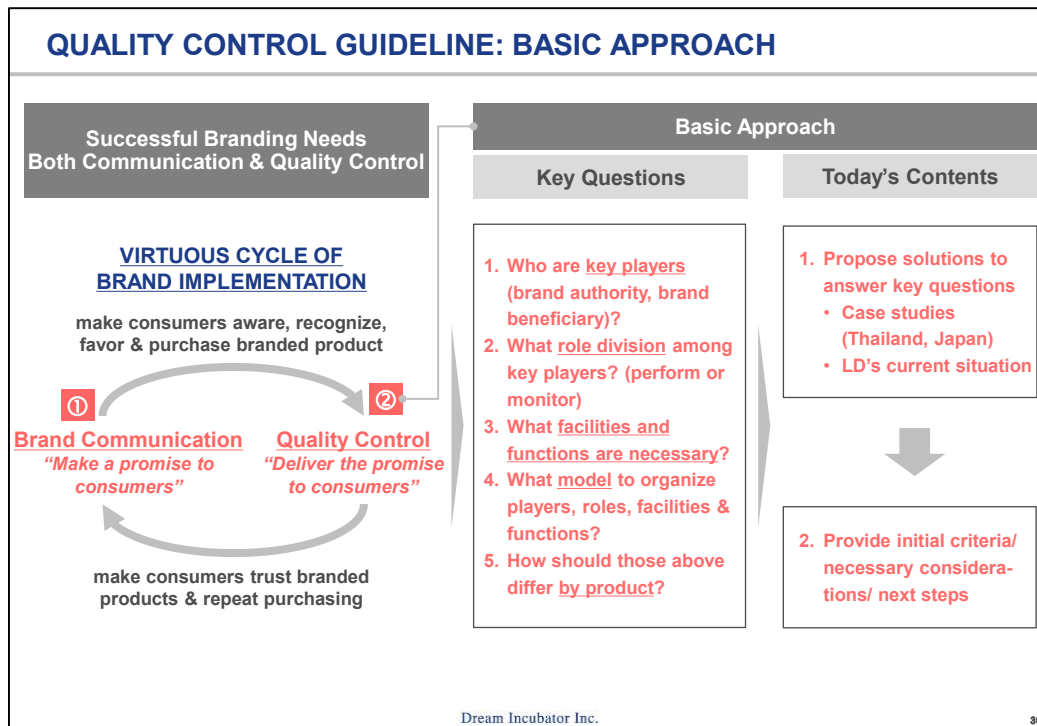 QUALITY CONTROL GUIDELINE: BASIC APPROACH
Successful Branding Needs
Both Communication & Quality Control
VIRTUOUS CYCLE OF
BRAND IMPLEMENTATION
make consumers aware, recognize,
favor & purchase branded product
①
②
Brand Communication
"Make a promise to
consumers"
Quality Control
"Deliver the promise
to consumers"
make consumers trust branded
products & repeat purchasing
Basic Approach
Key Questions
1. Who are key players
(brand authority, brand
beneficiary)?
2. What role division among
key players? (perform or
monitor)
3. What facilities and
functions are necessary?
4. What model to organize
players, roles, facilities &
functions?
5. How should those above
differ by product?
Today's Contents
1. Propose solutions to
answer key questions
• Case studies
(Thailand, Japan)
• LD's current situation
2. Provide initial criteria/
necessary considera-
tions/ next steps
Dream Incubator Inc.